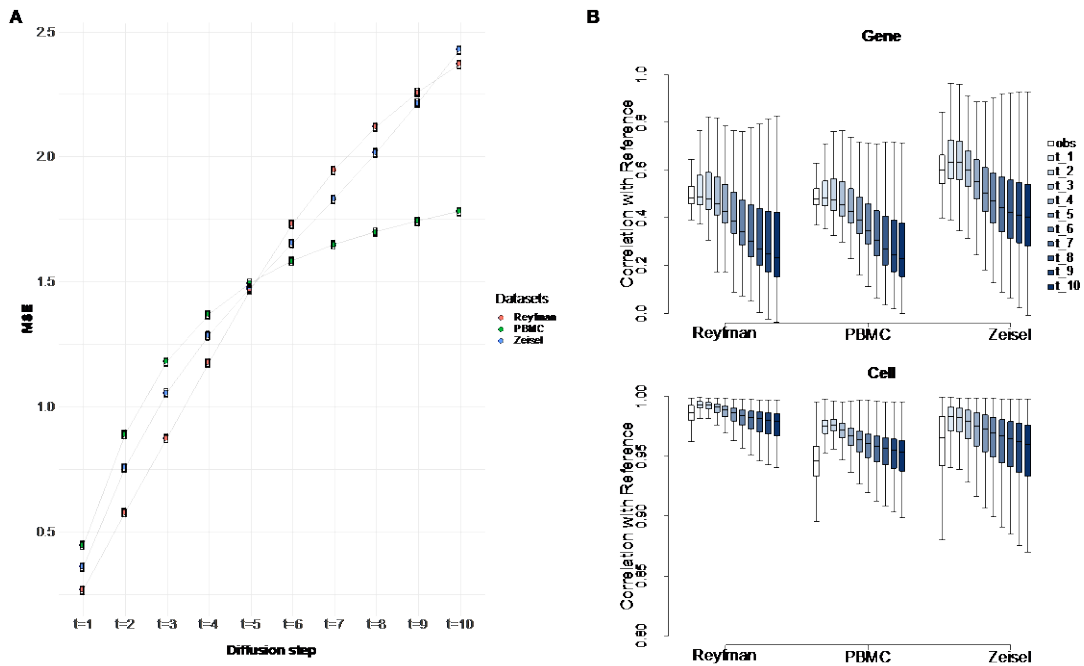 A
2.5
2.0
1.5
1.0
0.5
MSE
t=1 t=2 t=3 t=4 t=5 t=6 t=7 t=8 t=9 t=10
Diffusion step
Datasets
Reyfman
PBMC
Zeisel
B
Gene
Correlation with Reference
1.0
0.8
0.6
0.4
0.2
0.0
Reyfman PBMC Zeisel
obs
t_1
t_2
t_3
t_4
t_5
t_6
t_7
t_8
t_9
t_10
Cell
Correlation with Reference
1.00
0.95
0.90
0.85
0.80
Reyfman PBMC Zeisel